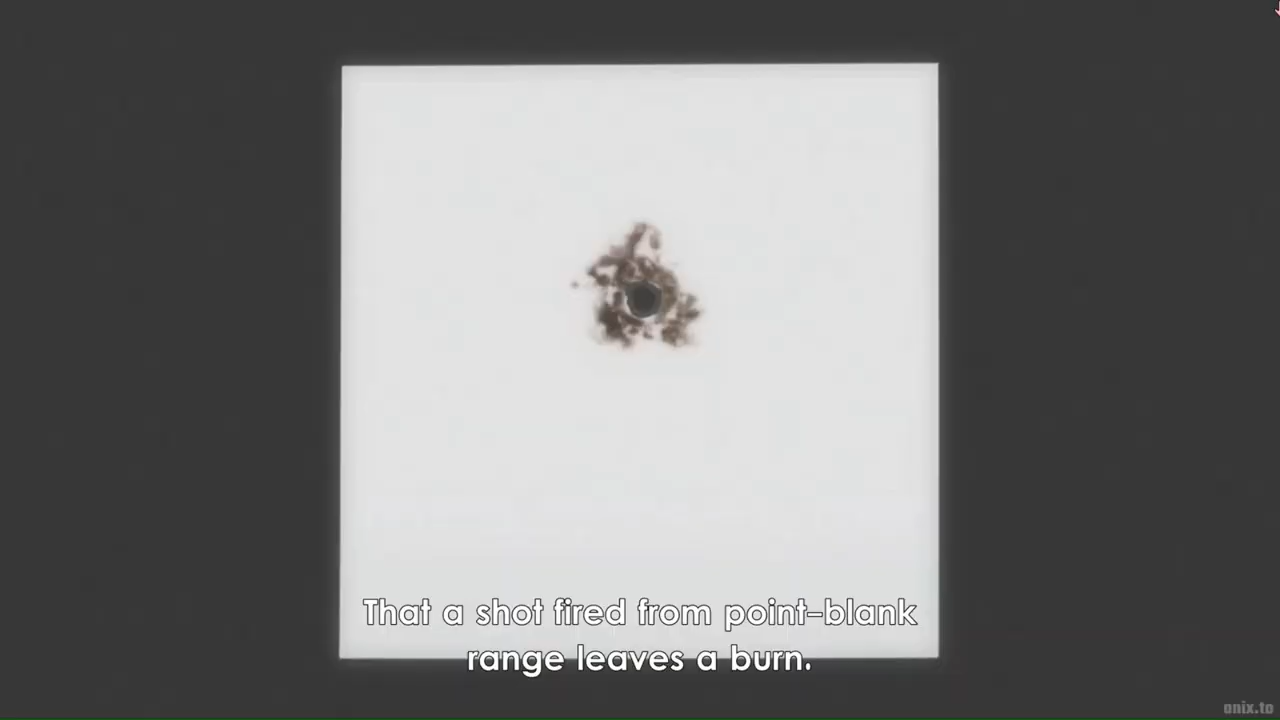 That a shot fired from point-blank
range leaves a burn.
onix.to